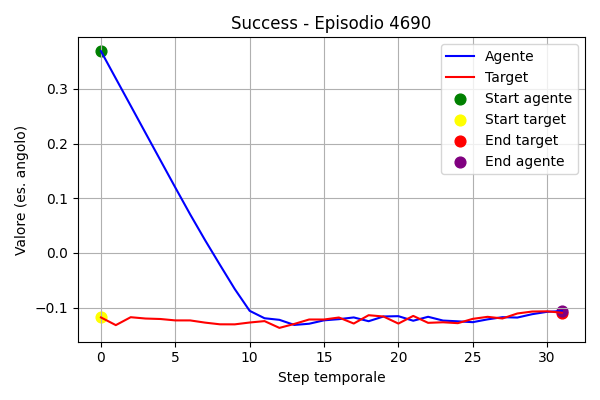 Success - Episodio 4690
Agente
Target
Start agente
Start target
End target
End agente
Valore (es. angolo)
0.3
0.2
0.1
0.0
−0.1
0
5
10
15
20
25
30
Step temporale